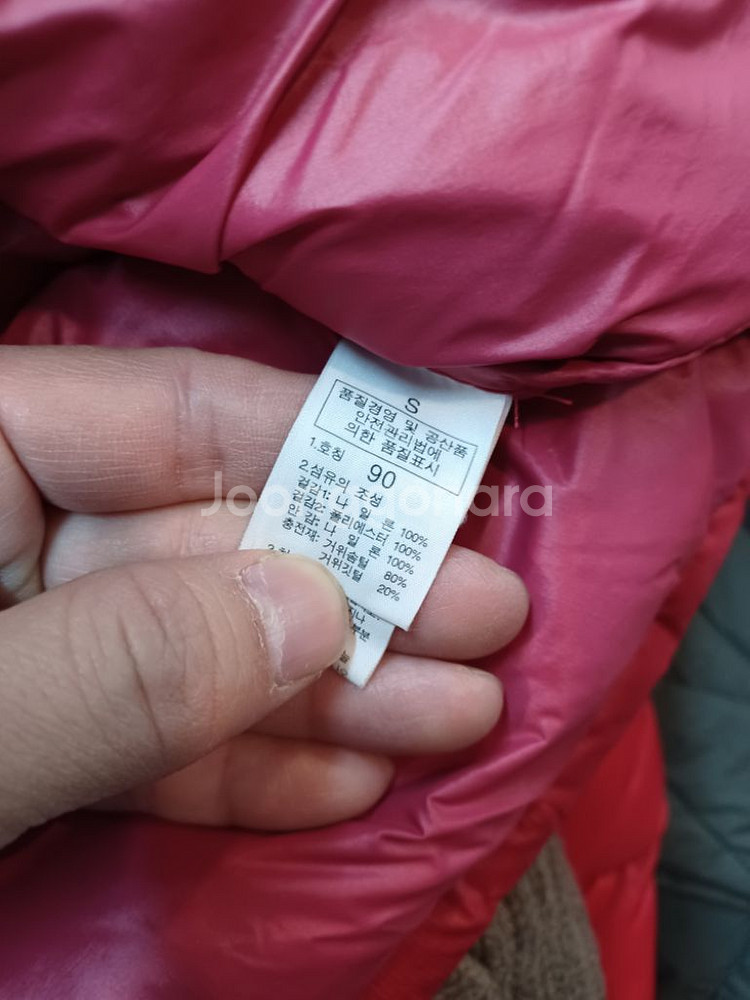 S
품질경영 및 공산품
안전관리법에
의한 품질표시
1.호칭 90
2.섬유의 조성
겉감1: 나 일 론 100%
겉감2: 폴리에스터 100%
안 감: 나 일 론 100%
충전재: 거위솜털 80%
거위깃털 20%
부분
Joonggonara